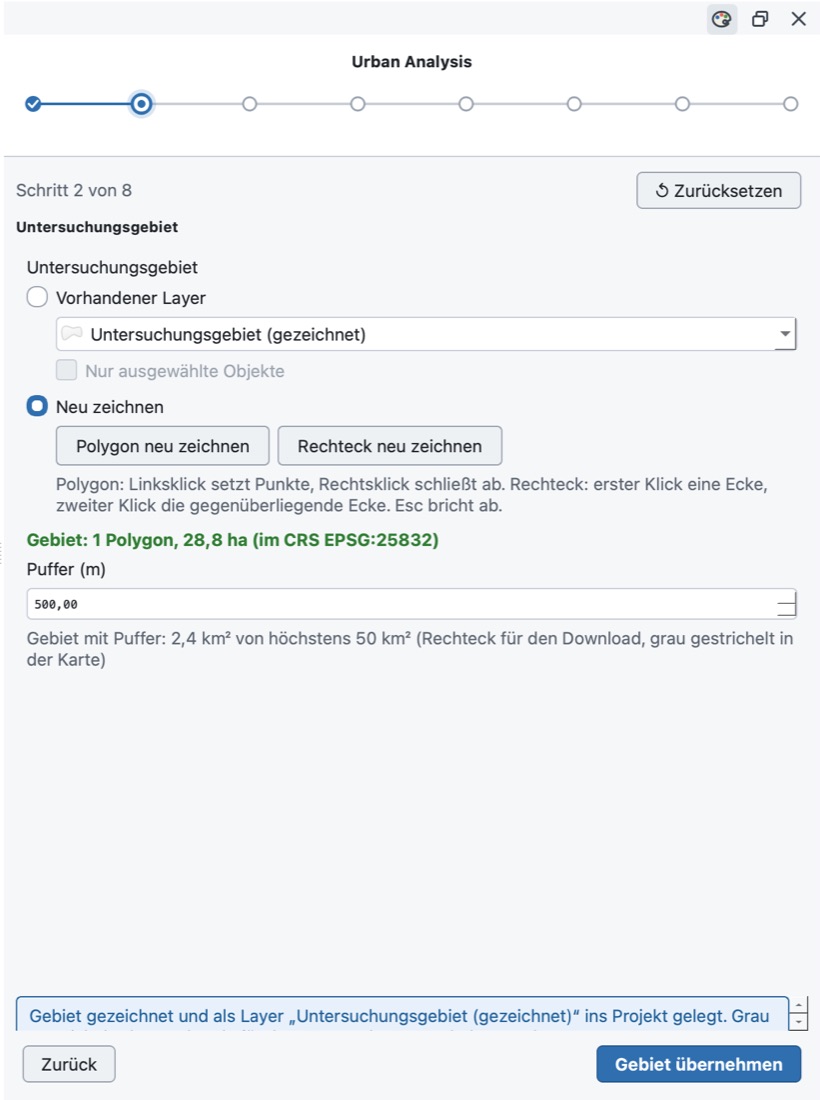 Urban Analysis
Schritt 2 von 8
Zurücksetzen
Untersuchungsgebiet
Untersuchungsgebiet
Vorhandener Layer
Untersuchungsgebiet (gezeichnet)
Nur ausgewählte Objekte
Neu zeichnen
Polygon neu zeichnen
Rechteck neu zeichnen
Polygon: Linksklick setzt Punkte, Rechtsklick schließt ab. Rechteck: erster Klick eine Ecke,
zweiter Klick die gegenüberliegende Ecke. Esc bricht ab.
Gebiet: 1 Polygon, 28,8 ha (im CRS EPSG:25832)
Puffer (m)
500,00
Gebiet mit Puffer: 2,4 km² von höchstens 50 km² (Rechteck für den Download, grau gestrichelt in
der Karte)
Gebiet gezeichnet und als Layer „Untersuchungsgebiet (gezeichnet)“ ins Projekt gelegt. Grau
Zurück
Gebiet übernehmen